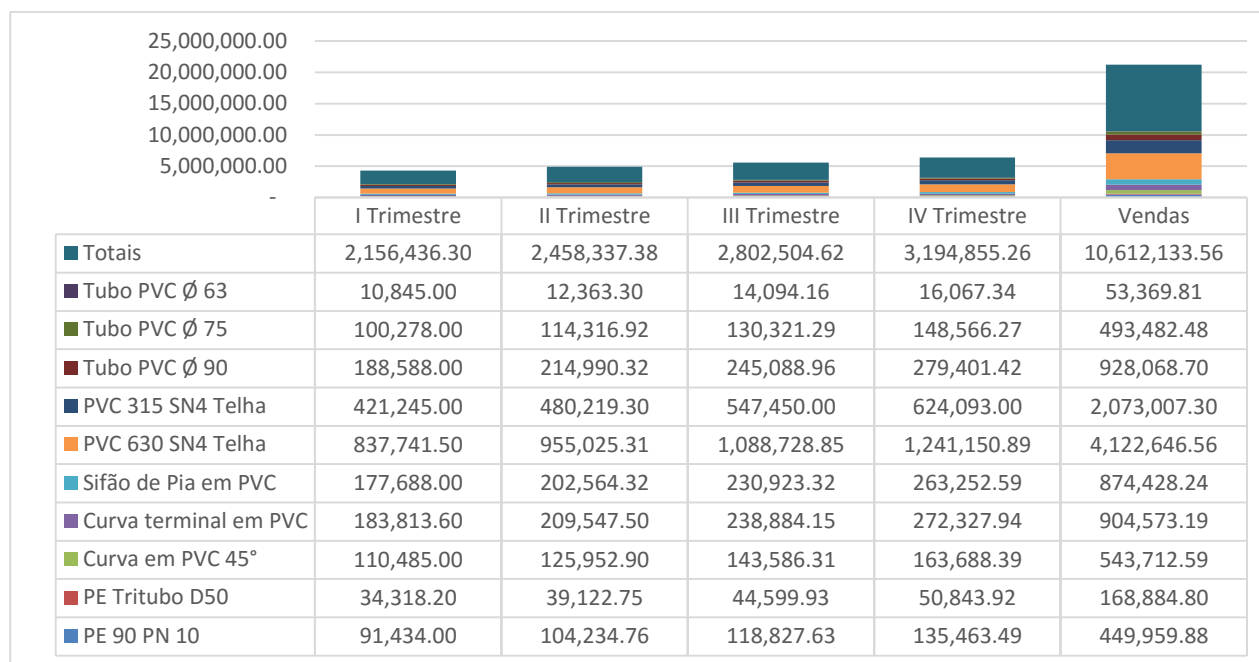 25,000,000.00
20,000,000.00
15,000,000.00
10,000,000.00
5,000,000.00
-
I Trimestre II Trimestre III Trimestre IV Trimestre Vendas
Totais 2,156,436.30 2,458,337.38 2,802,504.62 3,194,855.26 10,612,133.56
Tubo PVC Ø 63 10,845.00 12,363.30 14,094.16 16,067.34 53,369.81
Tubo PVC Ø 75 100,278.00 114,316.92 130,321.29 148,566.27 493,482.48
Tubo PVC Ø 90 188,588.00 214,990.32 245,088.96 279,401.42 928,068.70
PVC 315 SN4 Telha 421,245.00 480,219.30 547,450.00 624,093.00 2,073,007.30
PVC 630 SN4 Telha 837,741.50 955,025.31 1,088,728.85 1,241,150.89 4,122,646.56
Sifão de Pia em PVC 177,688.00 202,564.32 230,923.32 263,252.59 874,428.24
Curva terminal em PVC 183,813.60 209,547.50 238,884.15 272,327.94 904,573.19
Curva em PVC 45° 110,485.00 125,952.90 143,586.31 163,688.39 543,712.59
PE Tritubo D50 34,318.20 39,122.75 44,599.93 50,843.92 168,884.80
PE 90 PN 10 91,434.00 104,234.76 118,827.63 135,463.49 449,959.88